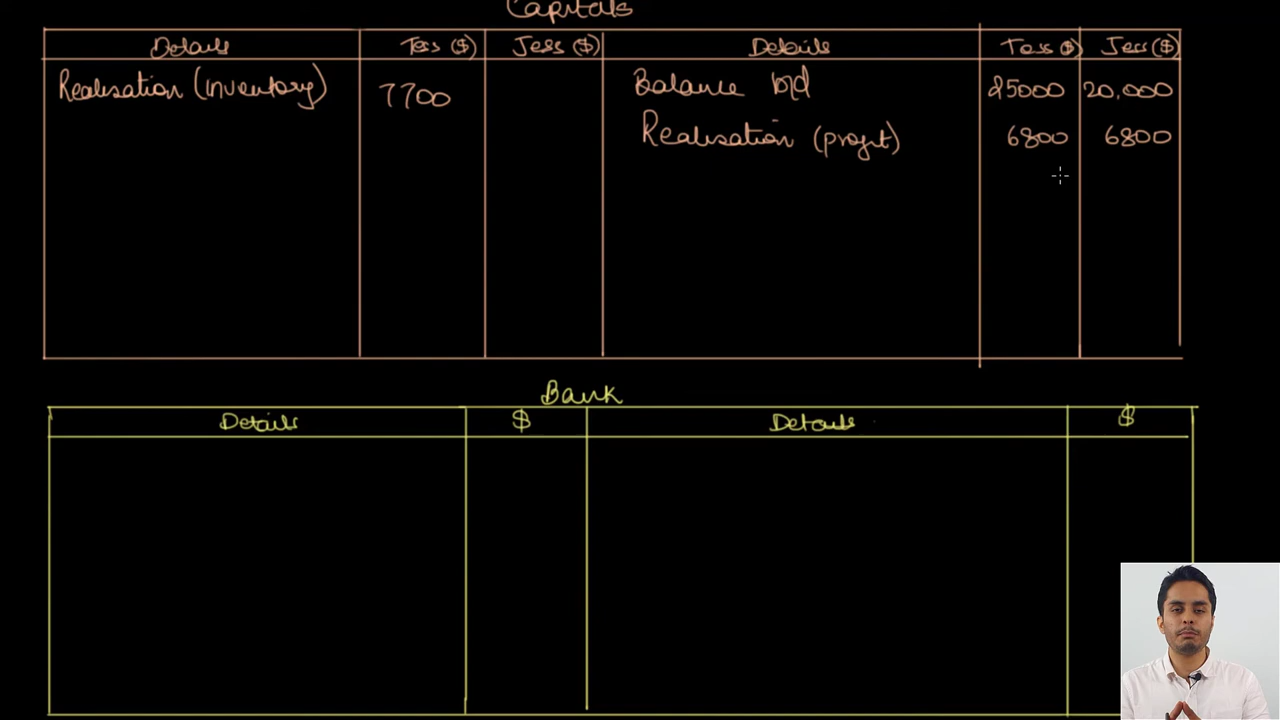 Capitals
Details Tess ($) Jess ($) Details Tess ($) Jess ($)
Realisation (inventory) 7700 Balance b/d 25000 20,000
Realisation (profit) 6800 6800
Bank
Details $ Details $